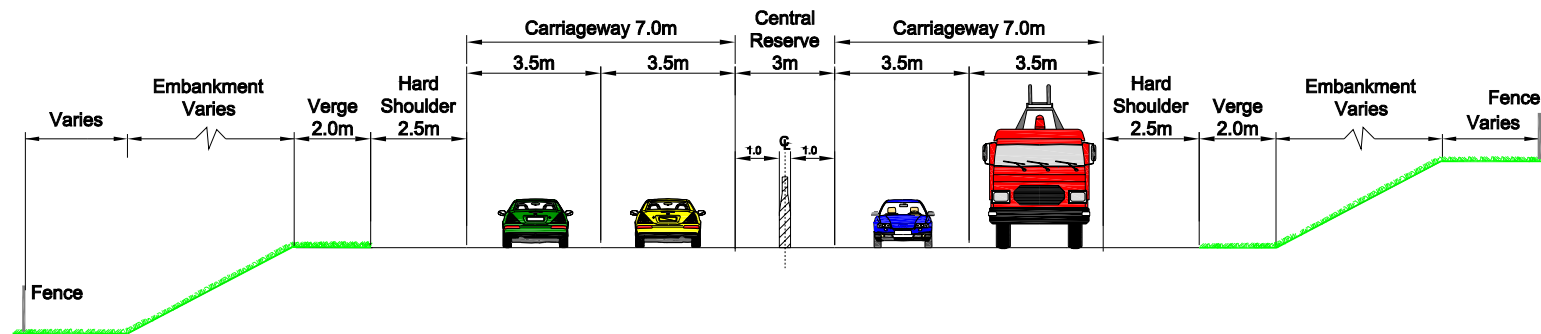 Carriageway 7.0m
Central
Reserve
3m
Carriageway 7.0m
3.5m
3.5m
3.5m
3.5m
Varies
Embankment
Varies
Verge
2.0m
Hard
Shoulder
2.5m
1.0
CL
1.0
Hard
Shoulder
2.5m
Verge
2.0m
Embankment
Varies
Fence
Varies
Fence